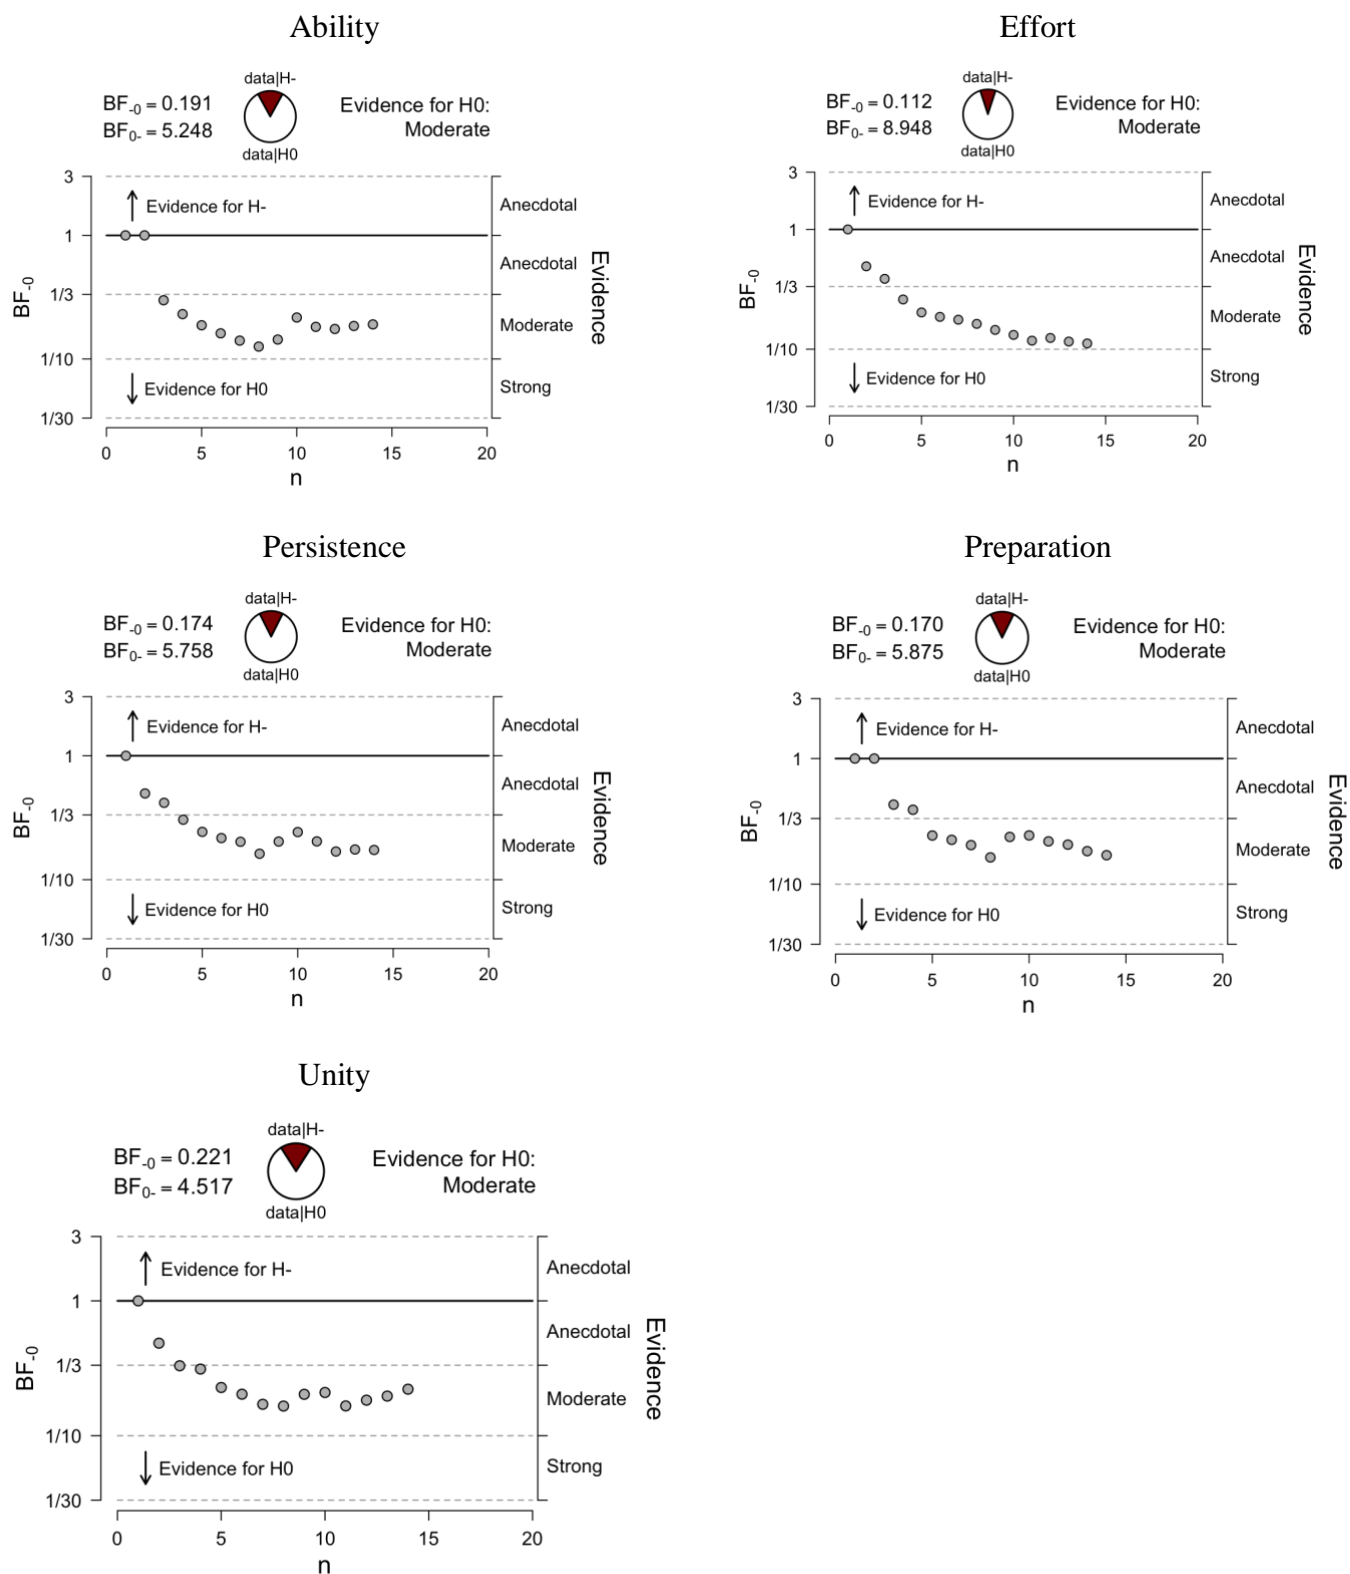 Ability
data|H-
BF-0 = 0.191
BF0- = 5.248
data|H0
Evidence for H0:
Moderate
3
1
1/3
1/10
1/30
BF-0
Evidence for H-
Evidence for H0
Anecdotal
Anecdotal
Moderate
Strong
Evidence
0 5 10 15 20
n
Effort
data|H-
BF-0 = 0.112
BF0- = 8.948
data|H0
Evidence for H0:
Moderate
3
1
1/3
1/10
1/30
BF-0
Evidence for H-
Evidence for H0
Anecdotal
Anecdotal
Moderate
Strong
Evidence
0 5 10 15 20
n
Persistence
data|H-
BF-0 = 0.174
BF0- = 5.758
data|H0
Evidence for H0:
Moderate
3
1
1/3
1/10
1/30
BF-0
Evidence for H-
Evidence for H0
Anecdotal
Anecdotal
Moderate
Strong
Evidence
0 5 10 15 20
n
Preparation
data|H-
BF-0 = 0.170
BF0- = 5.875
data|H0
Evidence for H0:
Moderate
3
1
1/3
1/10
1/30
BF-0
Evidence for H-
Evidence for H0
Anecdotal
Anecdotal
Moderate
Strong
Evidence
0 5 10 15 20
n
Unity
data|H-
BF-0 = 0.221
BF0- = 4.517
data|H0
Evidence for H0:
Moderate
3
1
1/3
1/10
1/30
BF-0
Evidence for H-
Evidence for H0
Anecdotal
Anecdotal
Moderate
Strong
Evidence
0 5 10 15 20
n